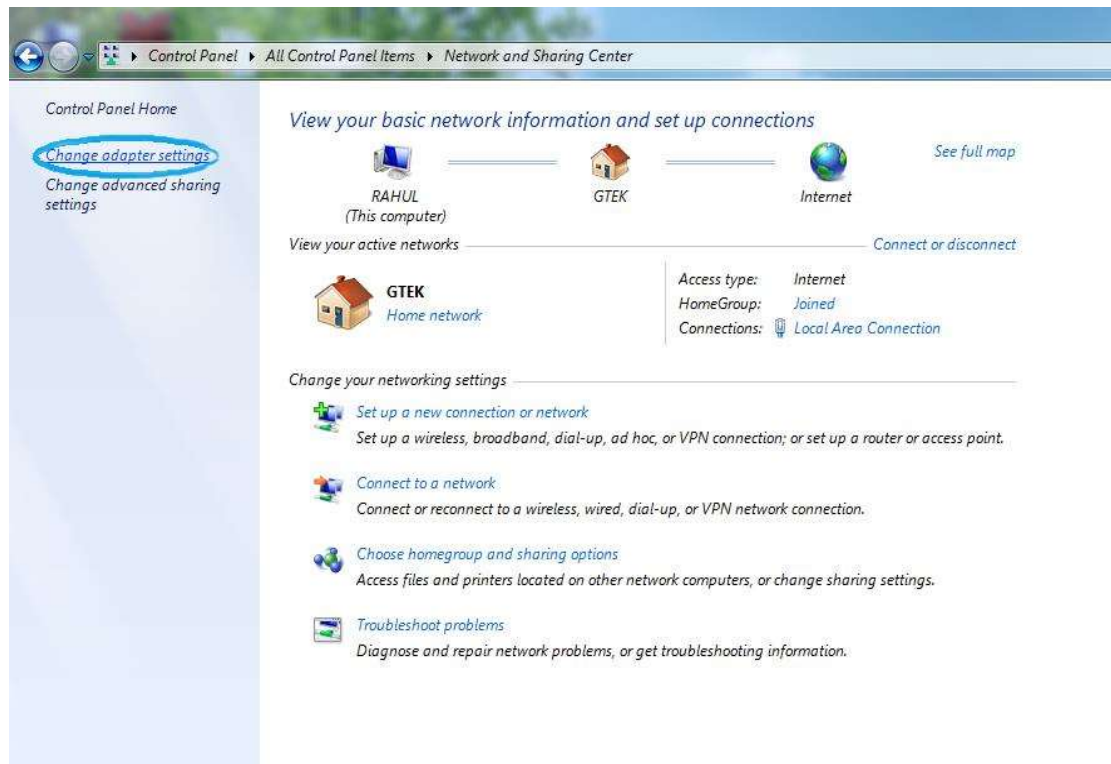 Control Panel ▸ All Control Panel Items ▸ Network and Sharing Center
Control Panel Home
Change adapter settings
Change advanced sharing
settings
View your basic network information and set up connections
See full map
RAHUL
(This computer)
GTEK
Internet
View your active networks
Connect or disconnect
GTEK
Home network
Access type: Internet
HomeGroup: Joined
Connections: Local Area Connection
Change your networking settings
Set up a new connection or network
Set up a wireless, broadband, dial-up, ad hoc, or VPN connection; or set up a router or access point.
Connect to a network
Connect or reconnect to a wireless, wired, dial-up, or VPN network connection.
Choose homegroup and sharing options
Access files and printers located on other network computers, or change sharing settings.
Troubleshoot problems
Diagnose and repair network problems, or get troubleshooting information.